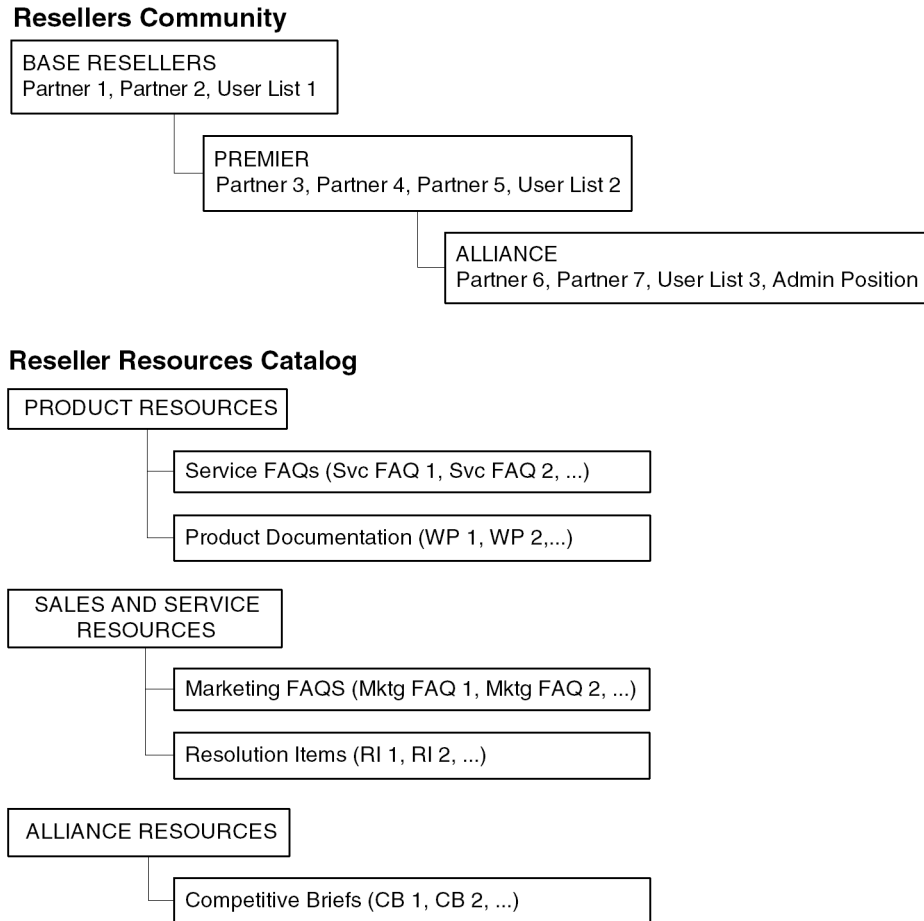 Resellers Community
BASE RESELLERS
Partner 1, Partner 2, User List 1
PREMIER
Partner 3, Partner 4, Partner 5, User List 2
ALLIANCE
Partner 6, Partner 7, User List 3, Admin Position
Reseller Resources Catalog
PRODUCT RESOURCES
Service FAQs (Svc FAQ 1, Svc FAQ 2, ...)
Product Documentation (WP 1, WP 2,...)
SALES AND SERVICE
RESOURCES
Marketing FAQS (Mktg FAQ 1, Mktg FAQ 2, ...)
Resolution Items (RI 1, RI 2, ...)
ALLIANCE RESOURCES
Competitive Briefs (CB 1, CB 2, ...)